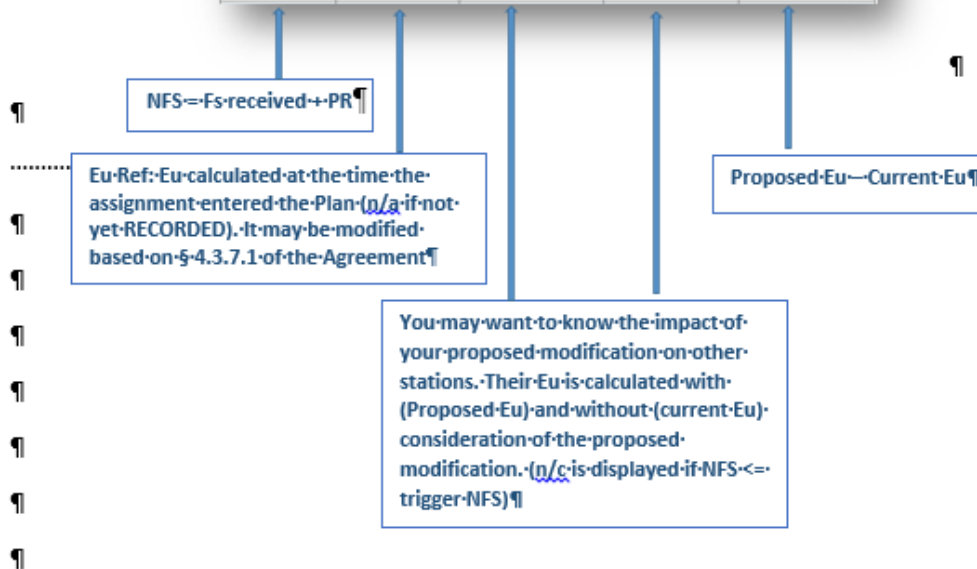 NFS = Fs received + PR¶
Eu Ref: Eu calculated at the time the
assignment entered the Plan (n/a if not
yet RECORDED). It may be modified
based on § 4.3.7.1 of the Agreement¶
Proposed Eu – Current Eu¶
You may want to know the impact of
your proposed modification on other
stations. Their Eu is calculated with
(Proposed Eu) and without (current Eu)
consideration of the proposed
modification. (n/c is displayed if NFS <=
trigger NFS)¶